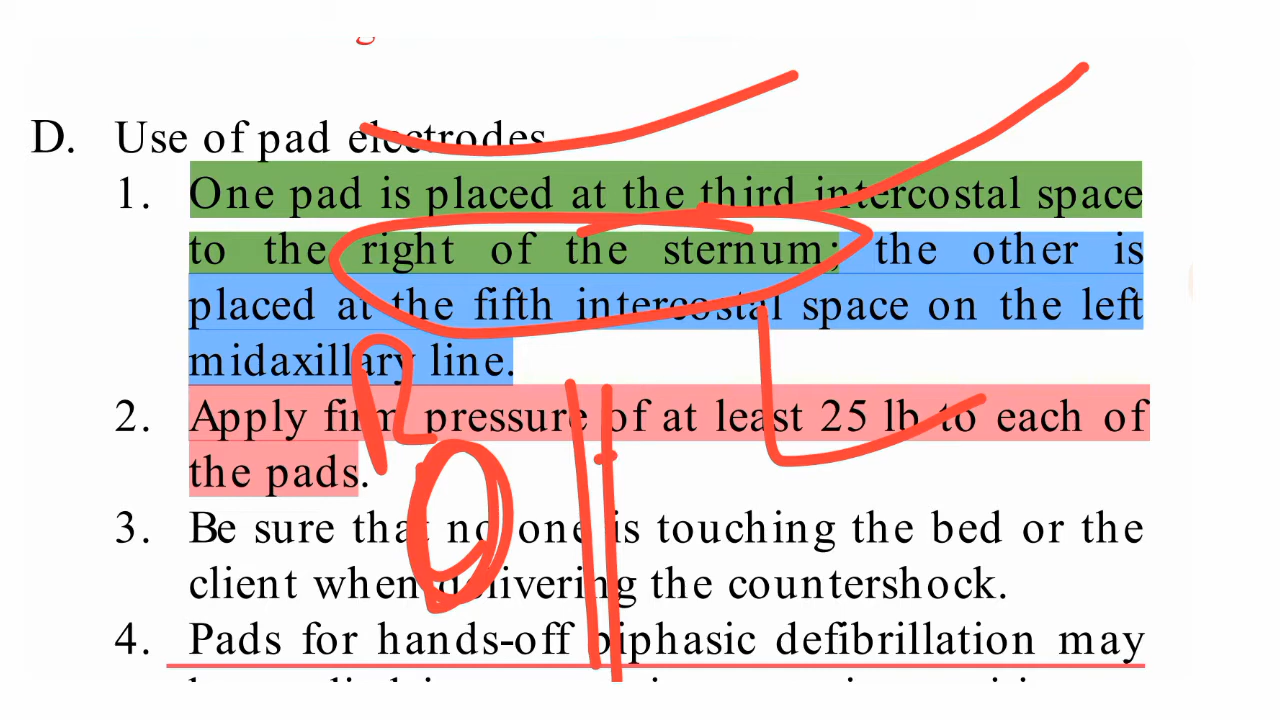 D. Use of pad electrodes
1. One pad is placed at the third intercostal space
to the right of the sternum; the other is
placed at the fifth intercostal space on the left
midaxillary line.
2. Apply firm pressure of at least 25 lb to each of
the pads.
3. Be sure that no one is touching the bed or the
client when delivering the countershock.
4. Pads for hands-off biphasic defibrillation may